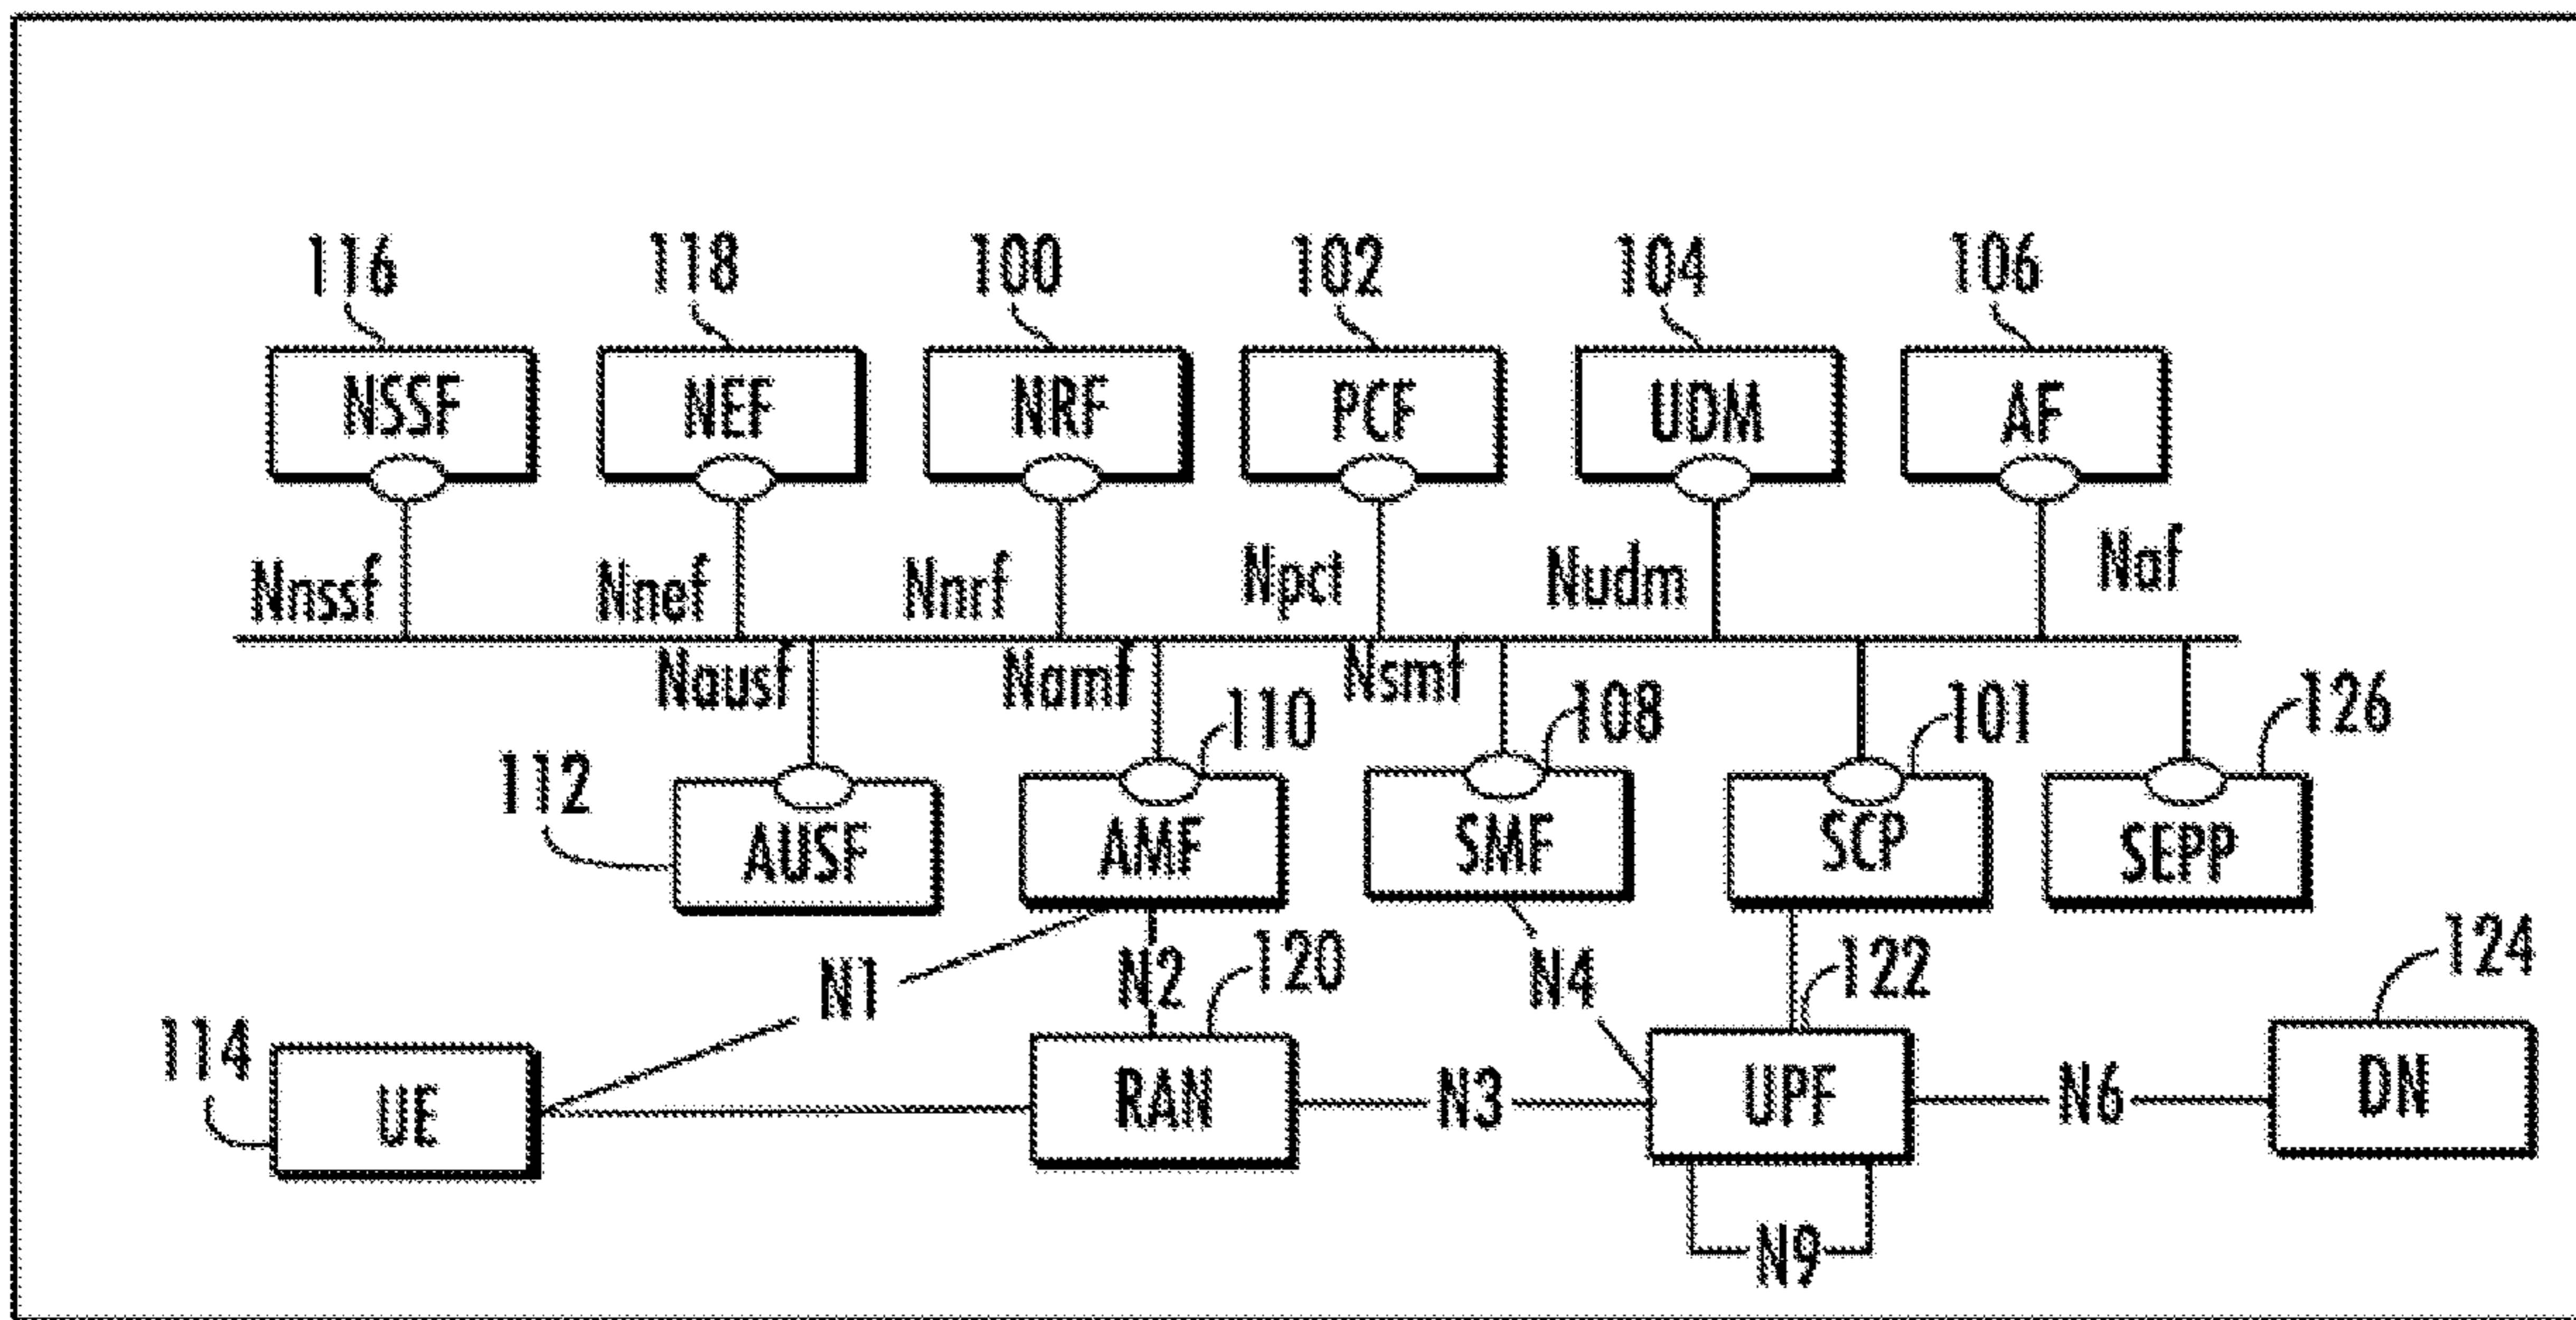 116 118 100 102 104 106
NSSF NEF NRF PCF UDM AF
Nnssf Nnef Nnrf Npcf Nudm Naf
Nausf Namf Nsmf
112 110 108 101 126
AUSF AMF SMF SCP SEPP
N1 N2 120 N4 122 124
114 UE RAN N3 UPF N6 DN
N9